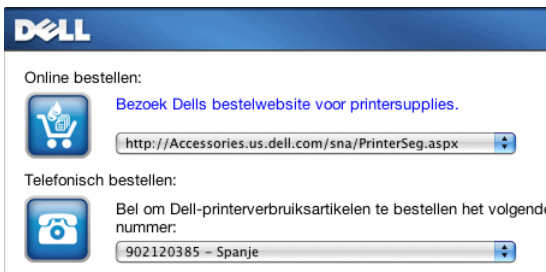 DELL
Online bestellen:
Bezoek Dells bestelwebsite voor printersupplies.
http://Accessories.us.dell.com/sna/PrinterSeg.aspx
Telefonisch bestellen:
Bel om Dell-printerverbruiksartikelen te bestellen het volgende
nummer:
902120385 – Spanje